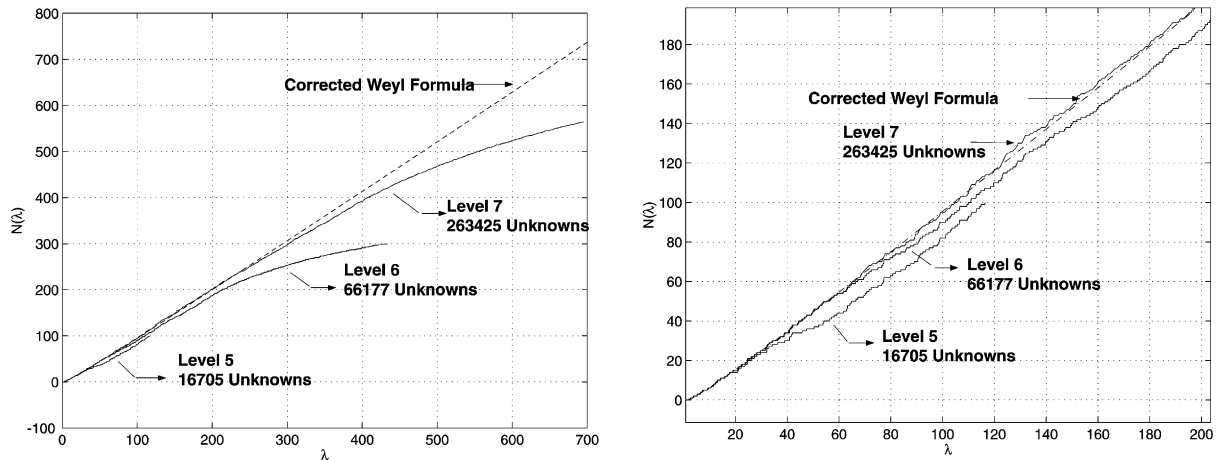 800
700
600
500
400
300
200
100
0
-100
N(λ)
Corrected Weyl Formula
Level 7
263425 Unknowns
Level 6
66177 Unknowns
Level 5
16705 Unknowns
0 100 200 300 400 500 600 700
λ
180
160
140
120
100
80
60
40
20
0
N(λ)
Corrected Weyl Formula
Level 7
263425 Unknowns
Level 6
66177 Unknowns
Level 5
16705 Unknowns
20 40 60 80 100 120 140 160 180 200
λ